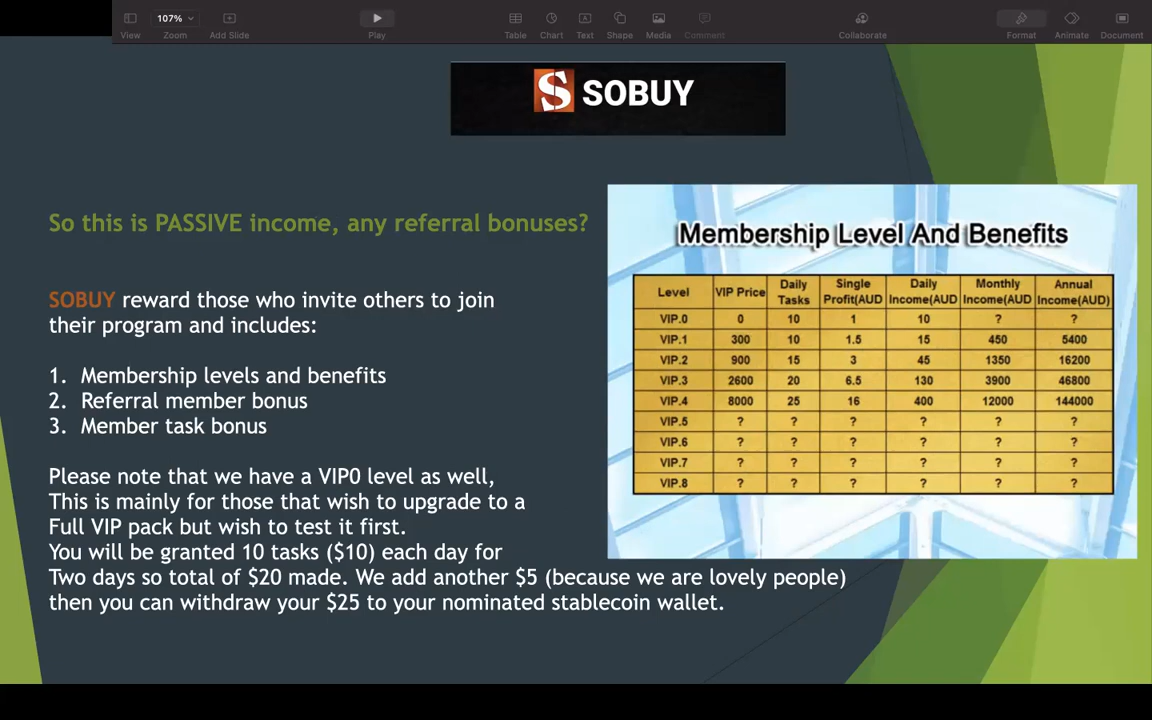 107%
View
Zoom
Add Slide
Play
Table
Chart
Text
Shape
Media
Comment
Collaborate
Format
Animate
Document
S SOBUY
So this is PASSIVE income, any referral bonuses?
SOBUY reward those who invite others to join
their program and includes:
1. Membership levels and benefits
2. Referral member bonus
3. Member task bonus
Please note that we have a VIP0 level as well,
This is mainly for those that wish to upgrade to a
Full VIP pack but wish to test it first.
You will be granted 10 tasks ($10) each day for
Two days so total of $20 made. We add another $5 (because we are lovely people)
then you can withdraw your $25 to your nominated stablecoin wallet.
Membership Level And Benefits
Level VIP Price Daily Tasks Single Profit(AUD Daily Income(AUD Monthly Income(AUD Annual Income(AUD)
VIP.0 0 10 1 10 ? ?
VIP.1 300 10 1.5 15 450 5400
VIP.2 900 15 3 45 1350 16200
VIP.3 2600 20 6.5 130 3900 46800
VIP.4 8000 25 16 400 12000 144000
VIP.5 ? ? ? ? ? ?
VIP.6 ? ? ? ? ? ?
VIP.7 ? ? ? ? ? ?
VIP.8 ? ? ? ? ? ?